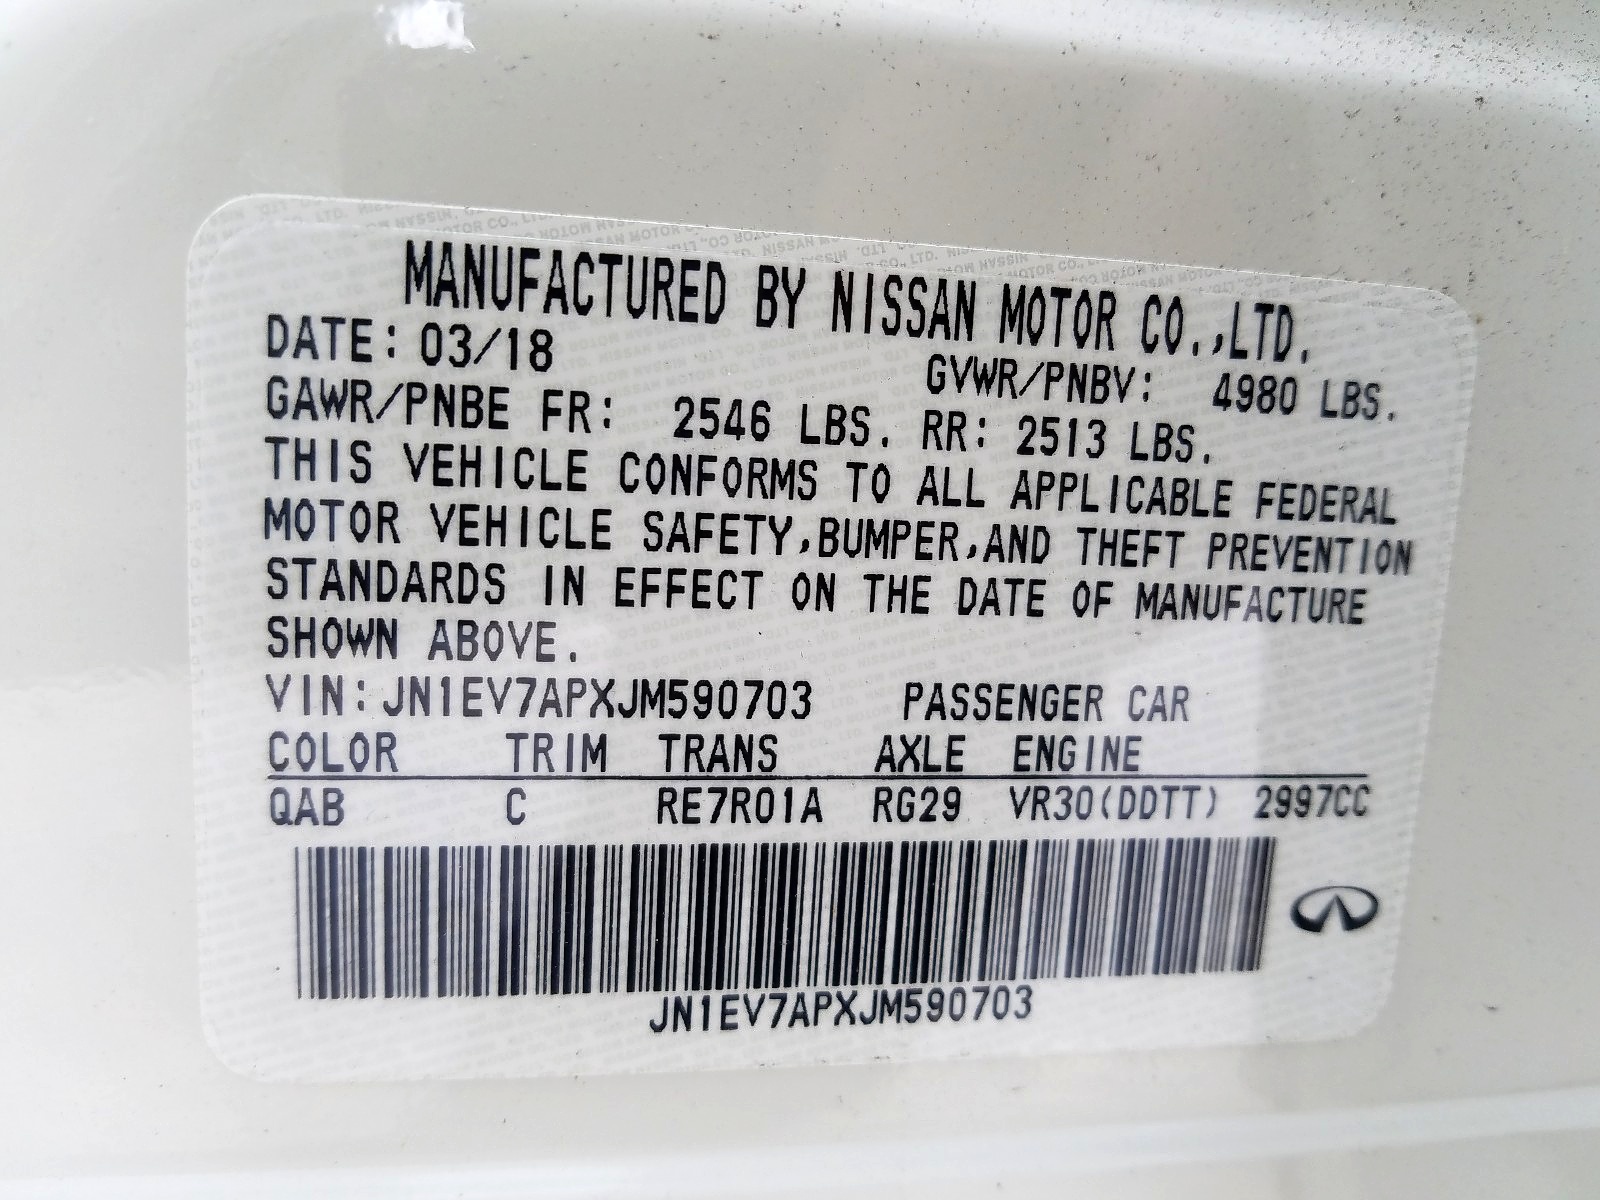 MANUFACTURED BY NISSAN MOTOR CO.,LTD.
DATE: 03/18 GVWR/PNBV: 4980 LBS.
GAWR/PNBE FR: 2546 LBS. RR: 2513 LBS.
THIS VEHICLE CONFORMS TO ALL APPLICABLE FEDERAL
MOTOR VEHICLE SAFETY,BUMPER,AND THEFT PREVENTION
STANDARDS IN EFFECT ON THE DATE OF MANUFACTURE
SHOWN ABOVE.
VIN:JN1EV7APXJM590703 PASSENGER CAR
COLOR TRIM TRANS AXLE ENGINE
QAB C RE7R01A RG29 VR30(DDTT) 2997CC
JN1EV7APXJM590703